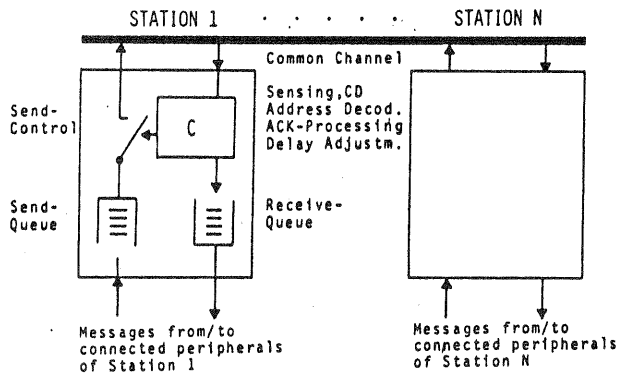 STATION 1 . . . . . STATION N
Common Channel
Sensing,CD
Address Decod.
ACK-Processing
Delay Adjustm.
Send-
Control
C
Send-
Queue
Receive-
Queue
Messages from/to
connected peripherals
of Station 1
Messages from/to
connected peripherals
of Station N